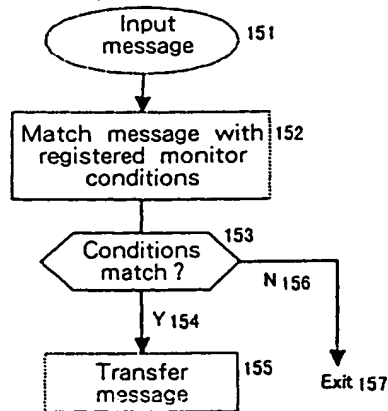 Input
message
151
Match message with
registered monitor
conditions
152
Conditions
match ?
153
N 156
Y 154
Transfer
message
155
Exit 157